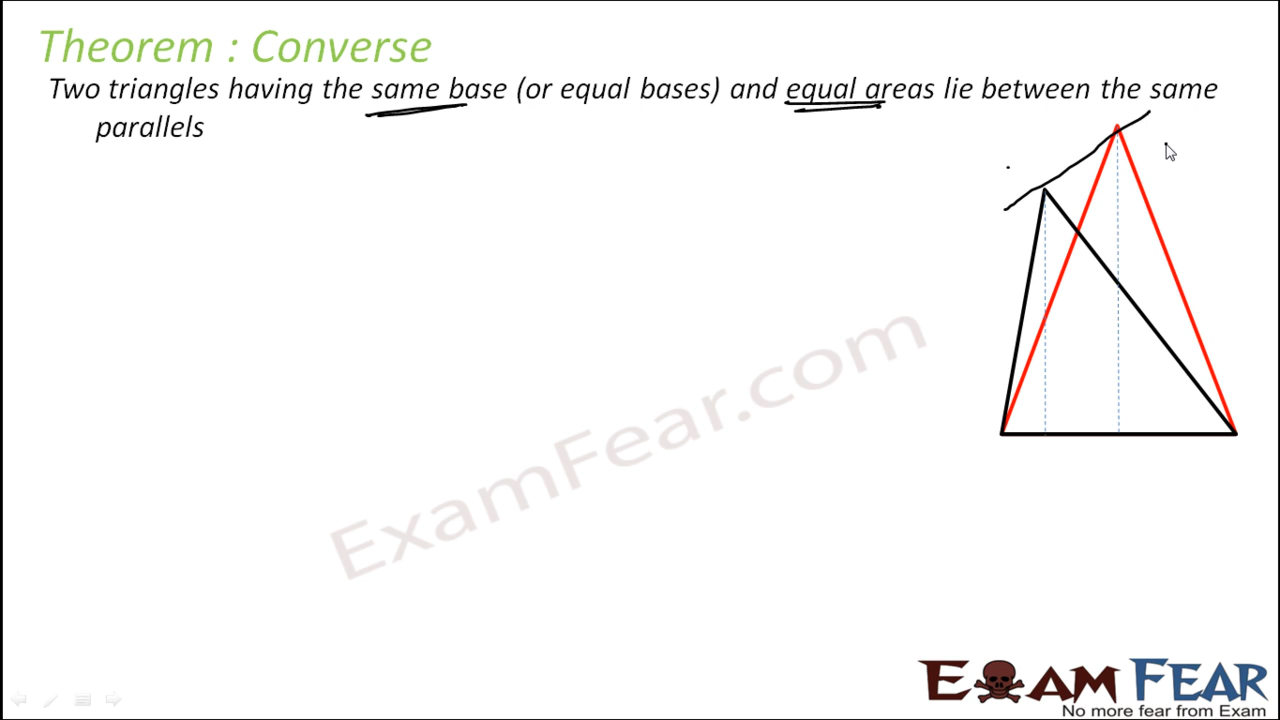 Theorem : Converse
Two triangles having the same base (or equal bases) and equal areas lie between the same
parallels
ExamFear.com
EXAM FEAR
No more fear from Exam